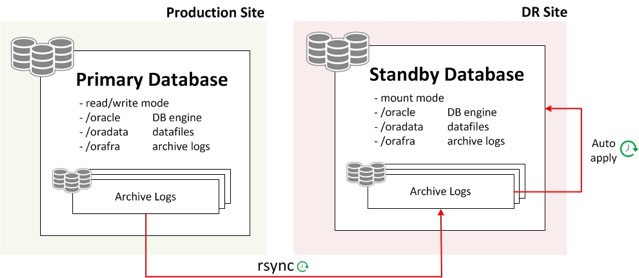 Production Site
Primary Database
- read/write mode
- /oracle DB engine
- /oradata datafiles
- /orafra archive logs
Archive Logs
DR Site
Standby Database
- mount mode
- /oracle DB engine
- /oradata datafiles
- /orafra archive logs
Archive Logs
Auto
apply
rsync